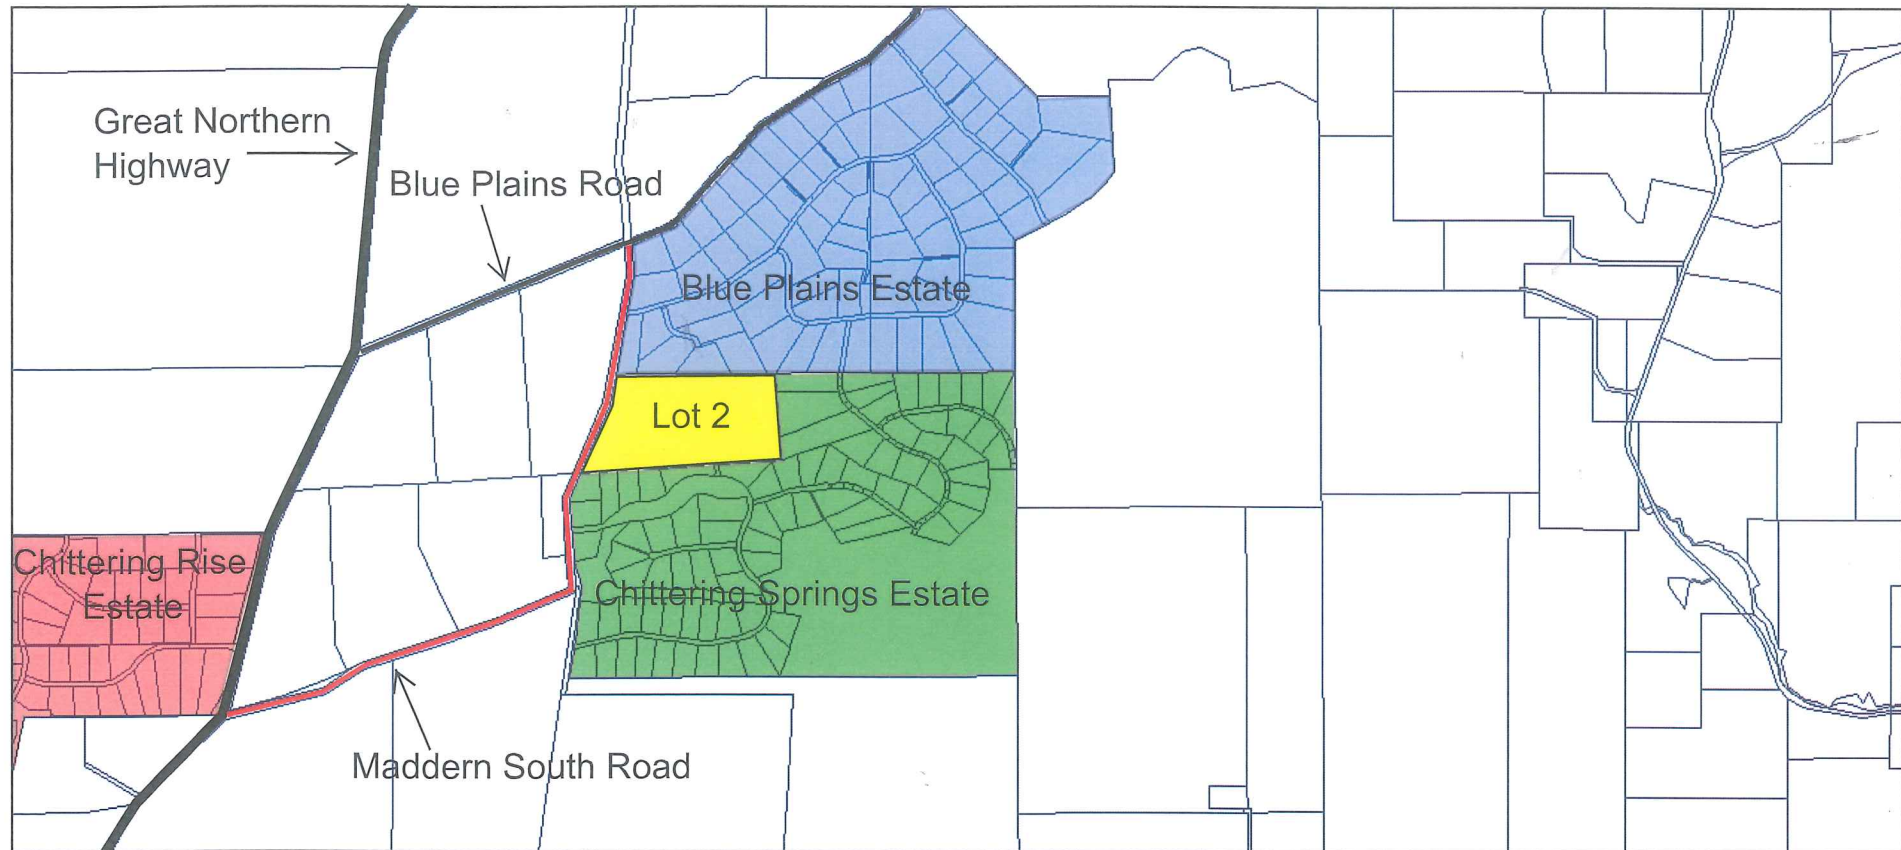 Great Northern
Highway
Blue Plains Road
Blue Plains Estate
Lot 2
Chittering Rise
Estate
Chittering Springs Estate
Maddern South Road